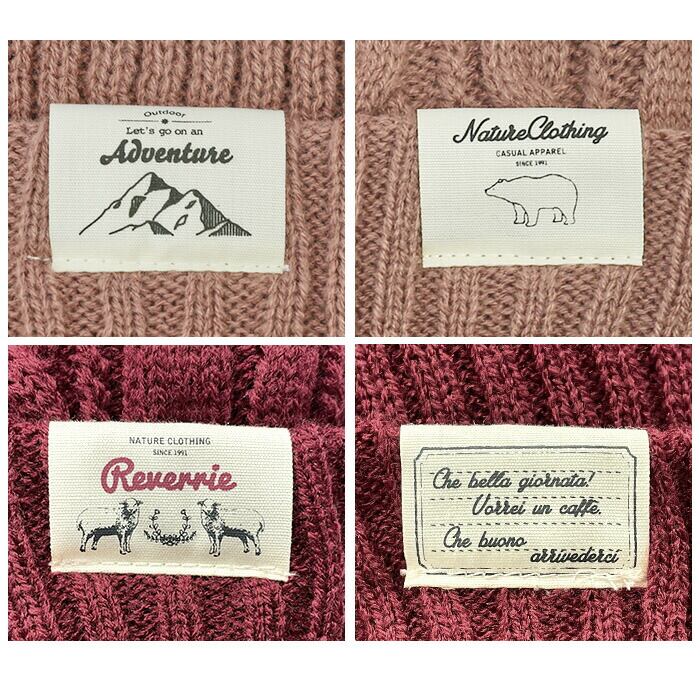 Outdoor
Let's go on an
Adventure
NatureClothing
CASUAL APPAREL
SINCE 1991
NATURE CLOTHING
SINCE 1991
Reverrie
Che bella giornata!
Vorrei un caffè.
Che buono
arrivederci